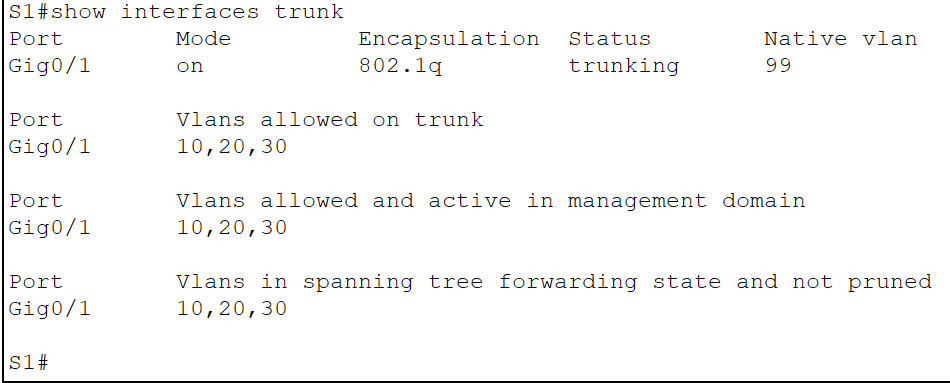 S1#show interfaces trunk
Port Mode Encapsulation Status Native vlan
Gig0/1 on 802.1q trunking 99
Port Vlans allowed on trunk
Gig0/1 10,20,30
Port Vlans allowed and active in management domain
Gig0/1 10,20,30
Port Vlans in spanning tree forwarding state and not pruned
Gig0/1 10,20,30
S1#